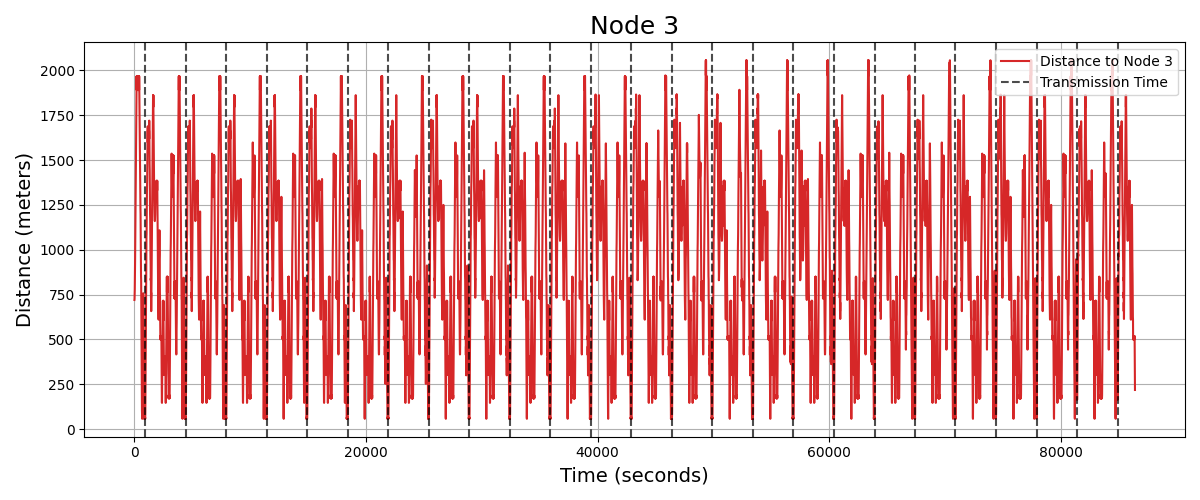 Node 3
Distance (meters)
2000
1750
1500
1250
1000
750
500
250
0
Distance to Node 3
Transmission Time
0 20000 40000 60000 80000
Time (seconds)